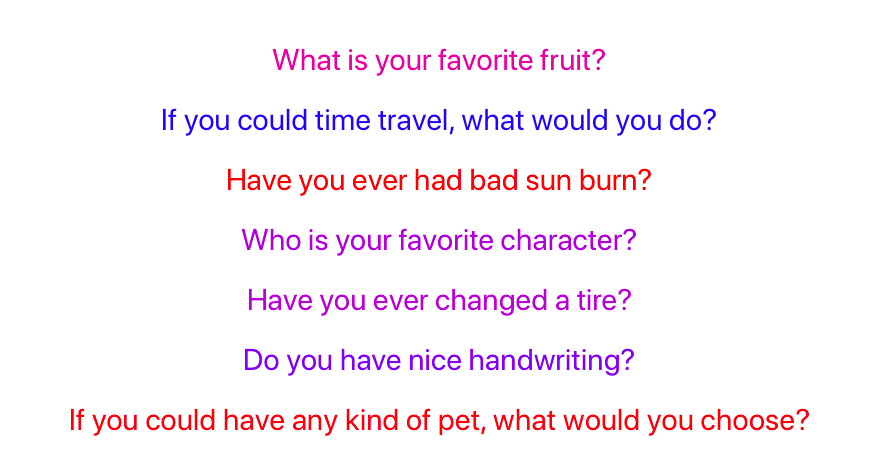 What is your favorite fruit?
If you could time travel, what would you do?
Have you ever had bad sun burn?
Who is your favorite character?
Have you ever changed a tire?
Do you have nice handwriting?
If you could have any kind of pet, what would you choose?